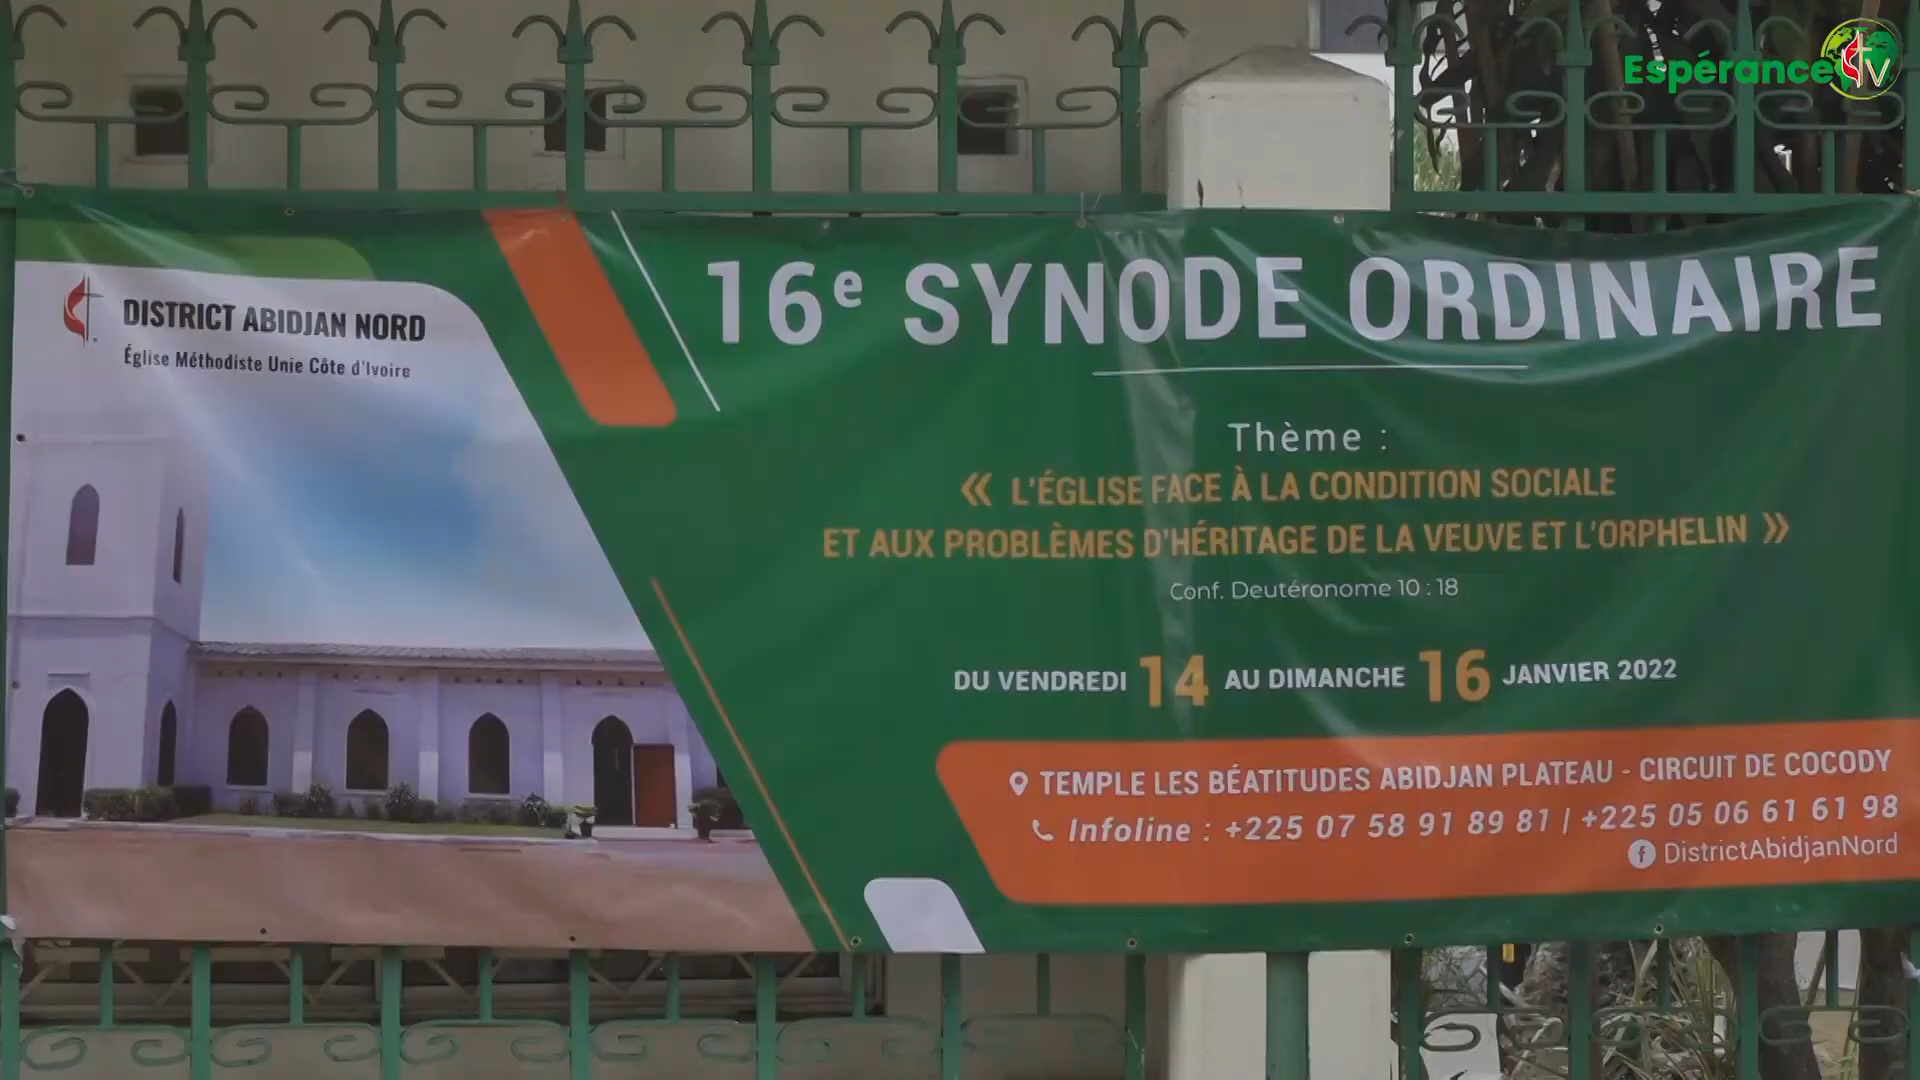 Espérance TV
DISTRICT ABIDJAN NORD
Église Méthodiste Unie Côte d'Ivoire
16e SYNODE ORDINAIRE
Thème :
« L'ÉGLISE FACE À LA CONDITION SOCIALE
ET AUX PROBLÈMES D'HÉRITAGE DE LA VEUVE ET L'ORPHELIN »
Conf. Deutéronome 10 : 18
DU VENDREDI 14 AU DIMANCHE 16 JANVIER 2022
TEMPLE LES BÉATITUDES ABIDJAN PLATEAU - CIRCUIT DE COCODY
Infoline : +225 07 58 91 89 81 / +225 05 06 61 61 98
DistrictAbidjanNord